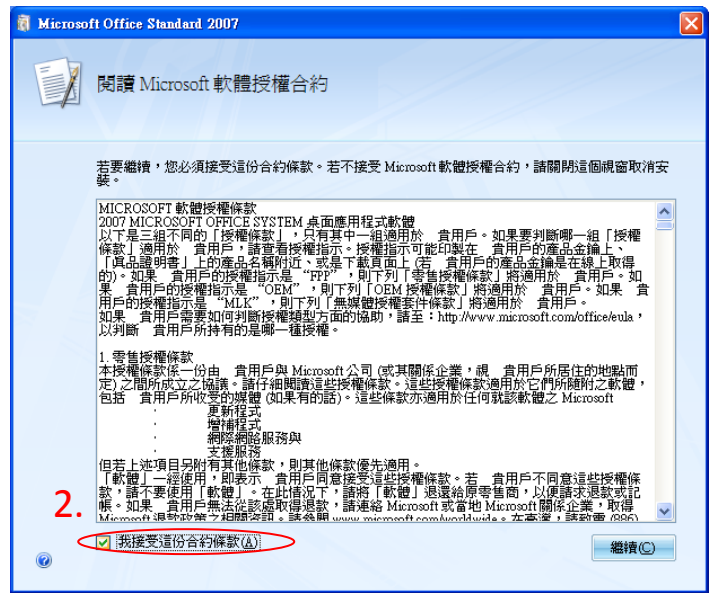 Microsoft Office Standard 2007
閱讀 Microsoft 軟體授權合約
若要繼續，您必須接受這份合約條款。若不接受 Microsoft 軟體授權合約，請關閉這個視窗取消安
裝。
MICROSOFT 軟體授權條款
2007 MICROSOFT OFFICE SYSTEM 桌面應用程式軟體
以下是三組不同的「授權條款」，只有其中一組適用於　貴用戶。如果要判斷哪一組「授權
條款」適用於　貴用戶，請查看授權指示。授權指示可能印製在　貴用戶的產品金鑰上、
「真品證明書」上的產品名稱附近、或是下載頁面上 (若　貴用戶的產品金鑰是在線上取得
的)。如果　貴用戶的授權指示是 “FPP”，則下列「零售授權條款」將適用於　貴用戶。如
果　貴用戶的授權指示是 “OEM”，則下列「OEM 授權條款」將適用於　貴用戶。如果　貴
用戶的授權指示是 “MLK”，則下列「無媒體授權套件條款」將適用於　貴用戶。
如果　貴用戶需要如何判斷授權類型方面的協助，請至：http://www.microsoft.com/office/eula，
以判斷　貴用戶所持有的是哪一種授權。
1. 零售授權條款
本授權條款係一份由　貴用戶與 Microsoft 公司 (或其關係企業，視　貴用戶所居住的地點而
定) 之間所成立之協議。請仔細閱讀這些授權條款。這些授權條款適用於它們所隨附之軟體，
包括　貴用戶所收受的媒體 (如果有的話)。這些條款亦適用於任何就該軟體之 Microsoft
· 更新程式
· 增補程式
· 網際網路服務與
· 支援服務
但若上述項目另附有其他條款，則其他條款優先適用。
「軟體」一經使用，即表示　貴用戶同意接受這些授權條款。若　貴用戶不同意這些授權條
款，請不要使用「軟體」。在此情況下，請將「軟體」退還給原零售商，以便請求退款或記
帳。如果　貴用戶無法從該處取得退款，請連絡 Microsoft 或當地 Microsoft 關係企業，取得
Microsoft 退款政策之相關資訊。請參閱 www.microsoft.com/worldwide。在臺灣，請致電 (886)
2.
我接受這份合約條款(A)
繼續(C)